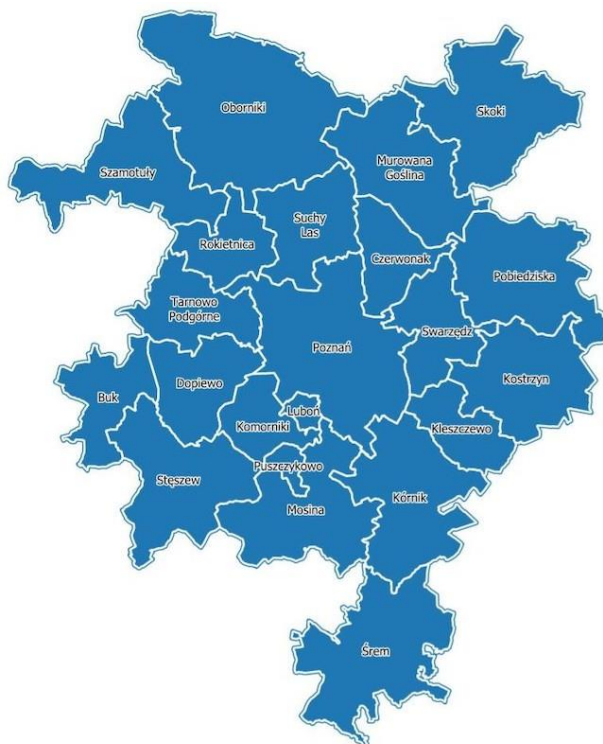 Oborniki
Skoki
Szamotuły
Murowana
Goślina
Suchy
Las
Rokietnica
Czerwonak
Pobiedziska
Tarnowo
Podgórne
Swarzędz
Poznań
Kostrzyn
Buk
Dopiewo
Luboń
Komorniki
Kleszczewo
Puszczykowo
Stęszew
Kórnik
Mosina
Śrem